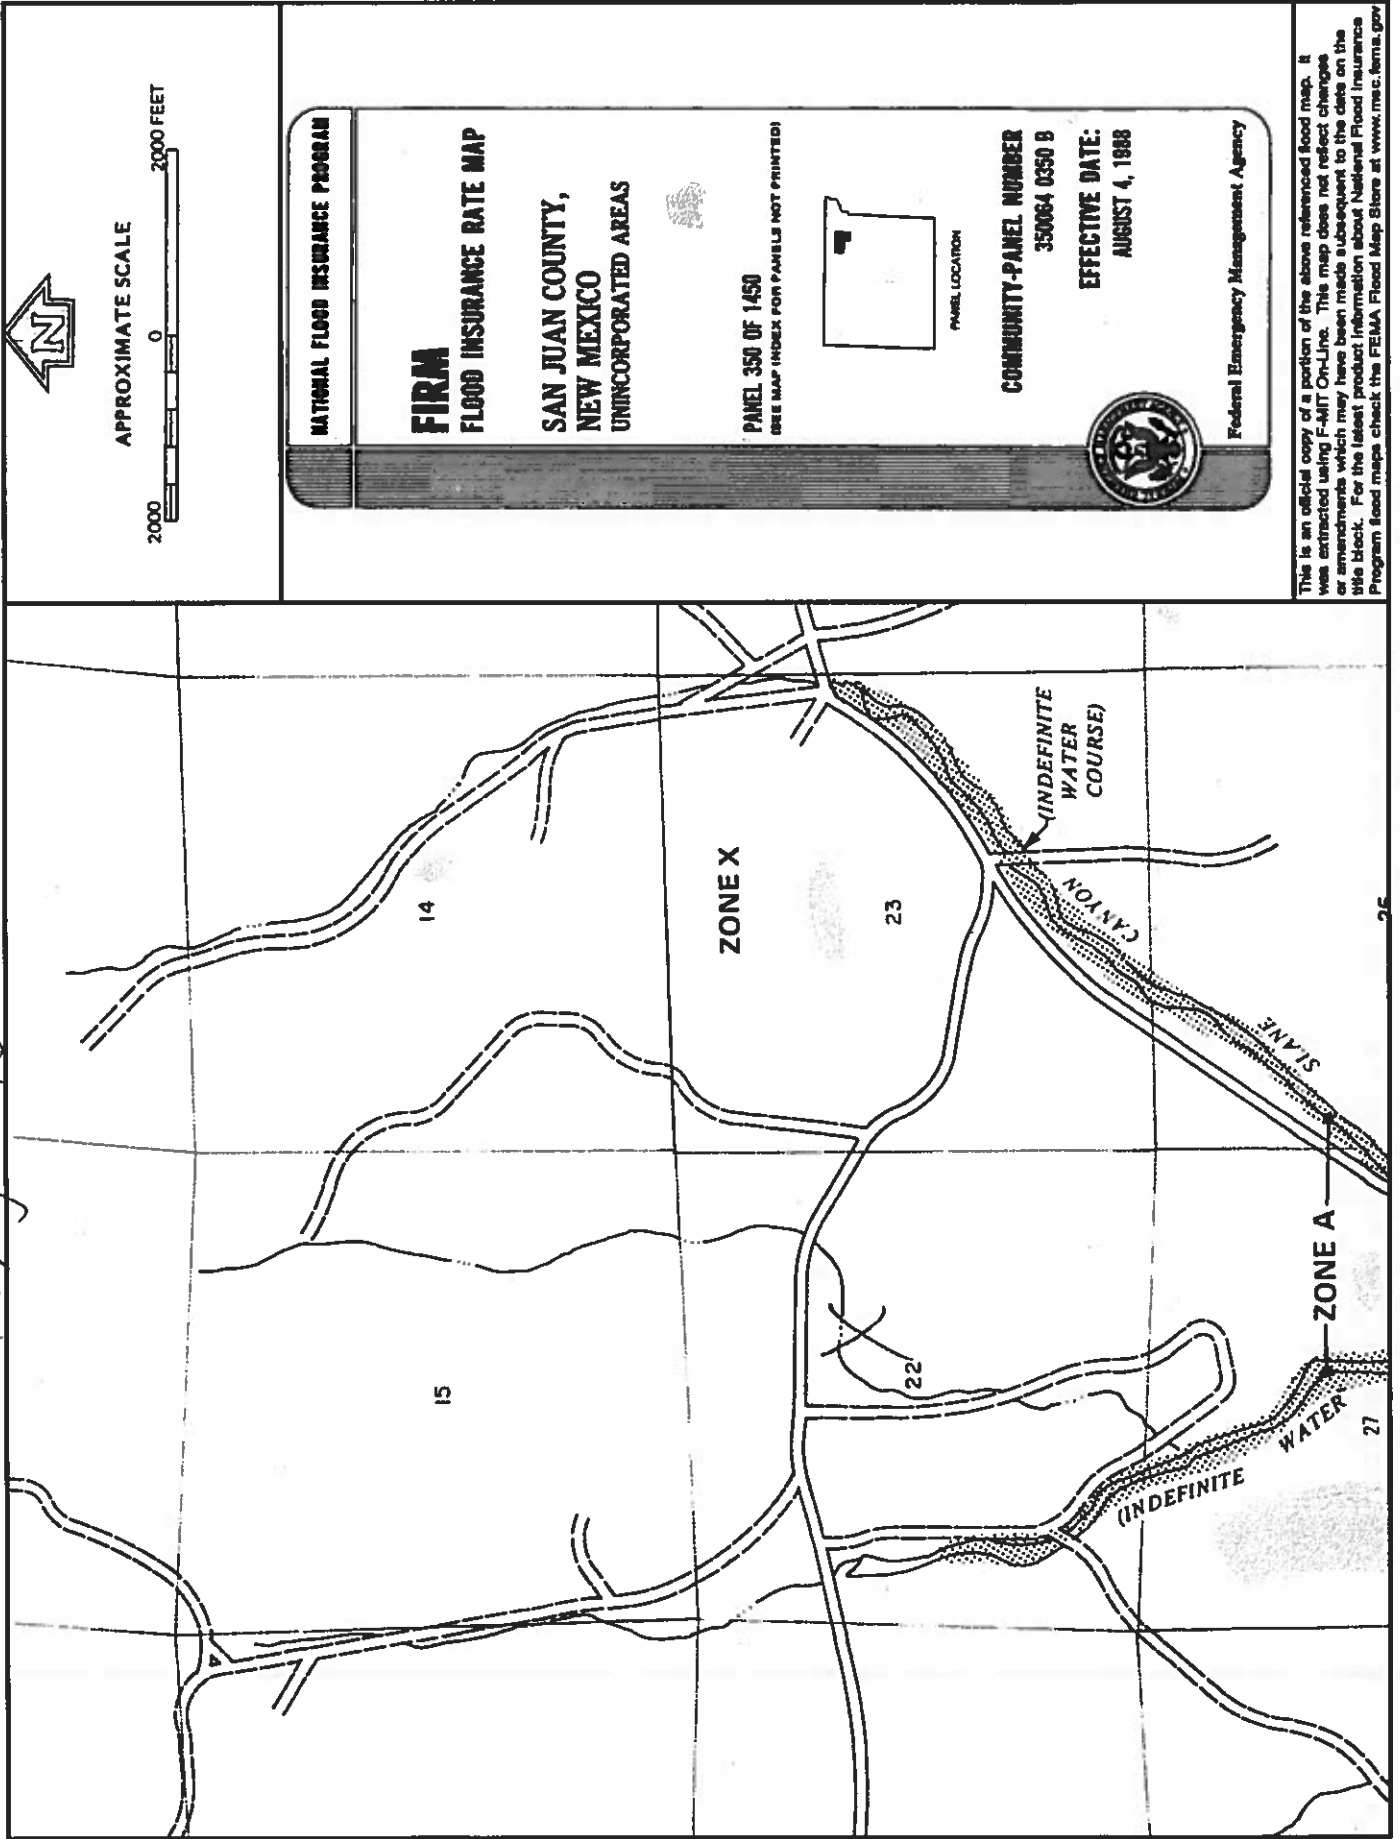 APPROXIMATE SCALE
2000 0 2000 FEET
NATIONAL FLOOD INSURANCE PROGRAM
FIRM
FLOOD INSURANCE RATE MAP
SAN JUAN COUNTY,
NEW MEXICO
UNINCORPORATED AREAS
PANEL 350 OF 1450
(SEE MAP INDEX FOR PANELS NOT PRINTED)
PANEL LOCATION
COMMUNITY-PANEL NUMBER
350064 0350 B
EFFECTIVE DATE:
AUGUST 4, 1988
Federal Emergency Management Agency
This is an official copy of a portion of the above referenced flood map. It
was extracted using F-MIT On-Line. This map does not reflect changes
or amendments which may have been made subsequent to the date on the
title block. For the latest product information about National Flood Insurance
Program flood maps check the FEMA Flood Map Store at www.msc.fema.gov
N
14
15
ZONE X
23
22
(INDEFINITE
WATER
COURSE)
SLANE
CANYON
ZONE A
(INDEFINITE
WATER
27
4